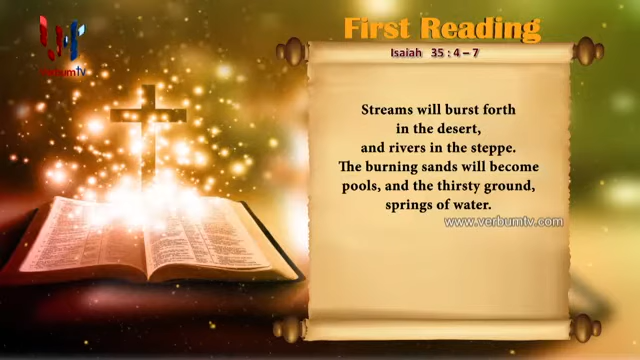 First Reading
Isaiah 35 : 4 – 7
Streams will burst forth
in the desert,
and rivers in the steppe.
The burning sands will become
pools, and the thirsty ground,
springs of water.
www.verbumtv.com
verbumtv